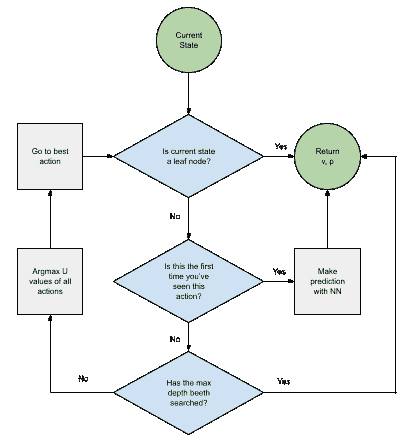 Current
State
Go to best
action
Is current state
a leaf node?
Yes
Return
v, p
No
Argmax U
values of all
actions
Is this the first
time you've
seen this
action?
Yes
Make
prediction
with NN
No
No
Has the max
depth beeth
searched?
Yes